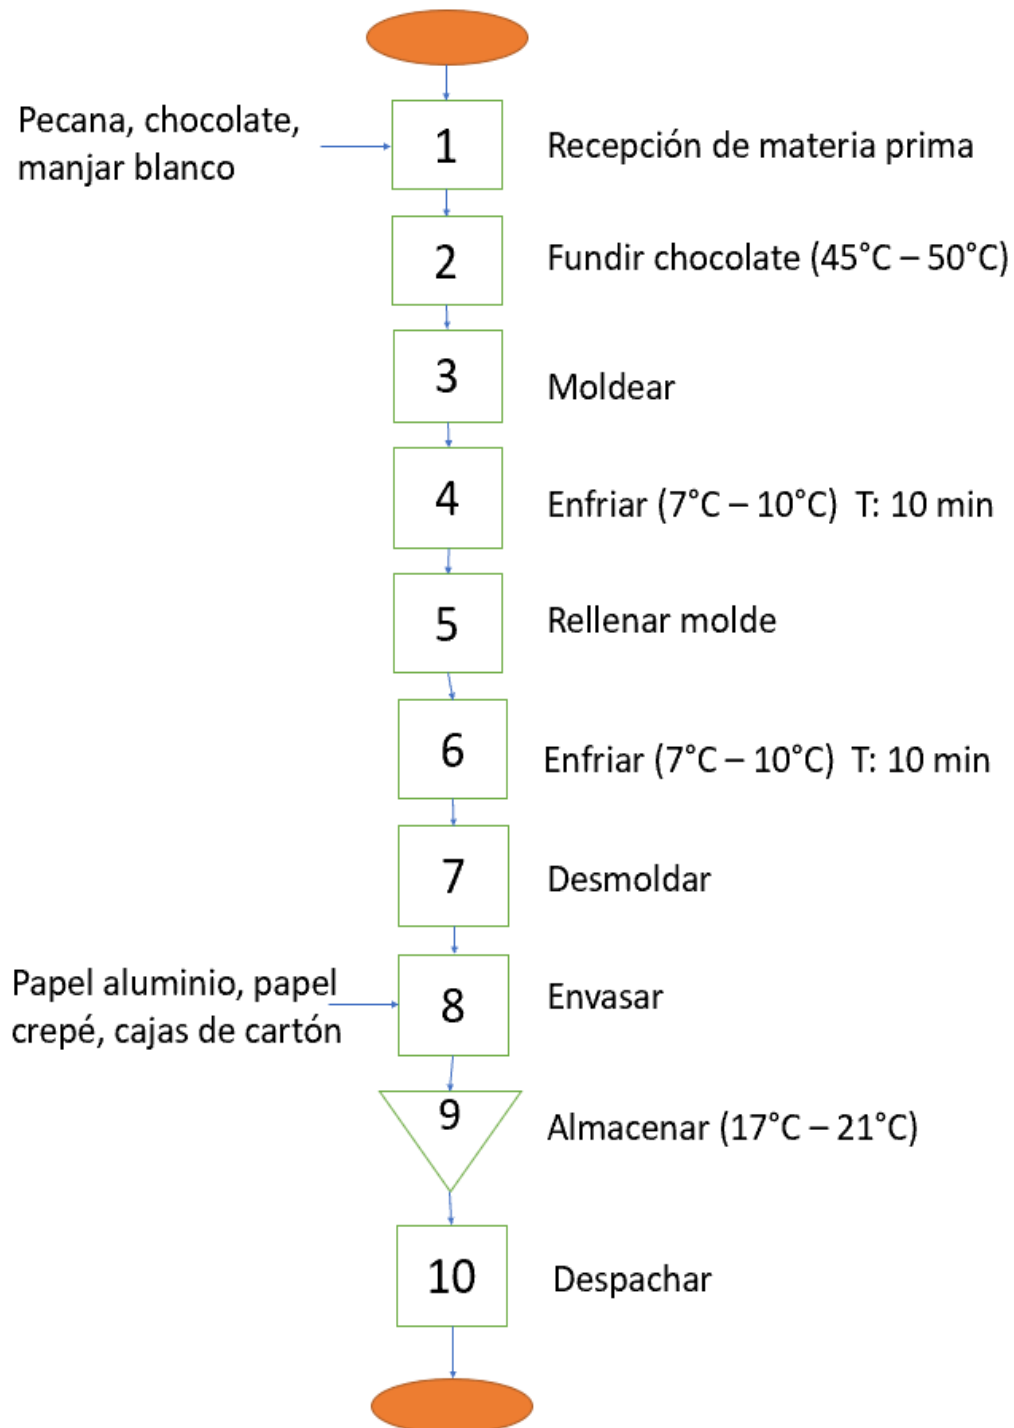 Pecana, chocolate,
manjar blanco
1
Recepción de materia prima
2
Fundir chocolate (45°C – 50°C)
3
Moldear
4
Enfriar (7°C – 10°C)  T: 10 min
5
Rellenar molde
6
Enfriar (7°C – 10°C)  T: 10 min
7
Desmoldar
Papel aluminio, papel
crepé, cajas de cartón
8
Envasar
9
Almacenar (17°C – 21°C)
10
Despachar